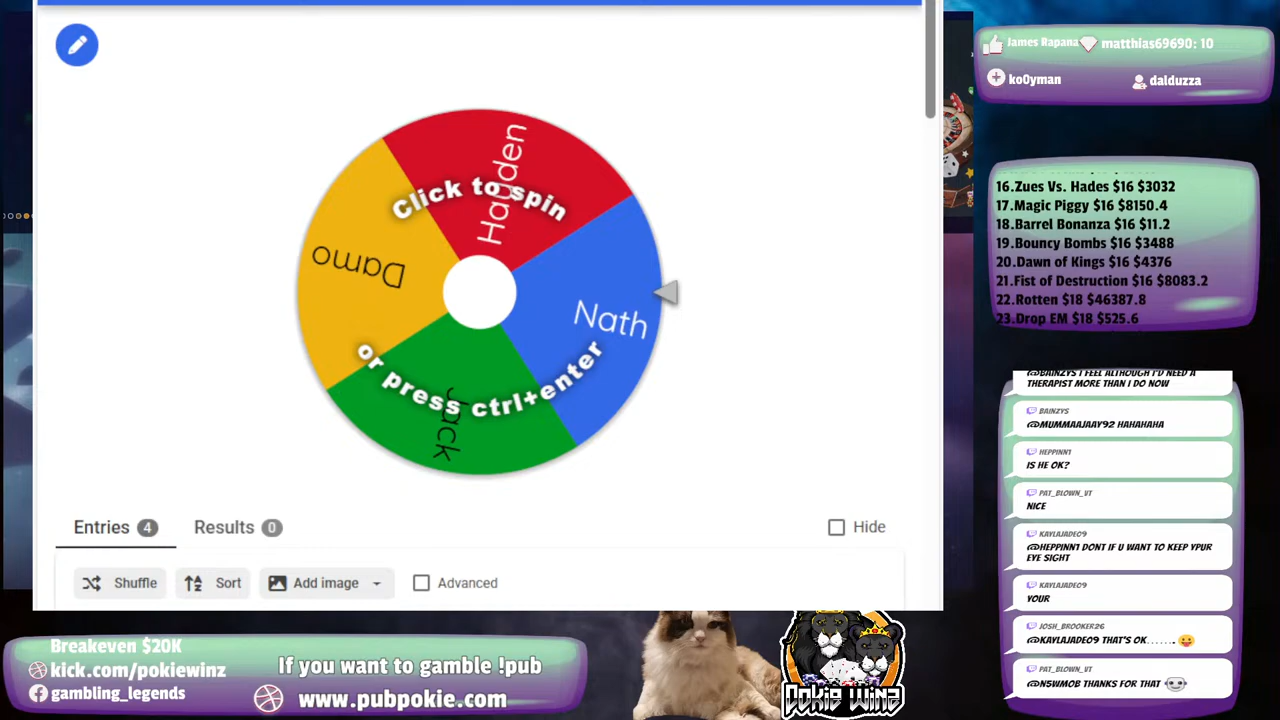 Hayden
Click to spin
Damo
Nath
or press ctrl+enter
Jack
Entries 4
Results 0
Hide
Shuffle
Sort
Add image
Advanced
James Rapana
matthias69690: 10
ko0yman
dalduzza
16.Zues Vs. Hades $16 $3032
17.Magic Piggy $16 $8150.4
18.Barrel Bonanza $16 $11.2
19.Bouncy Bombs $16 $3488
20.Dawn of Kings $16 $4376
21.Fist of Destruction $16 $8083.2
22.Rotten $18 $46387.8
23.Drop EM $18 $525.6
@BAINZYS I FEEL ALTHOUGH I'D NEED A
THERAPIST MORE THAN I DO NOW
BAINZYS
@MUMMAAJAAY92 HAHAHAHA
HEPPINN1
IS HE OK?
PAT_BLOWN_VT
NICE
KAYLAJADE09
@HEPPINN1 DONT IF U WANT TO KEEP YPUR
EYE SIGHT
KAYLAJADE09
YOUR
JOSH_BROOKER26
@KAYLAJADE09 THAT'S OK.......
PAT_BLOWN_VT
@N5WMOB THANKS FOR THAT
Breakeven $20K
kick.com/pokiewinz
gambling_legends
If you want to gamble !pub
www.pubpokie.com
Pokie Winz